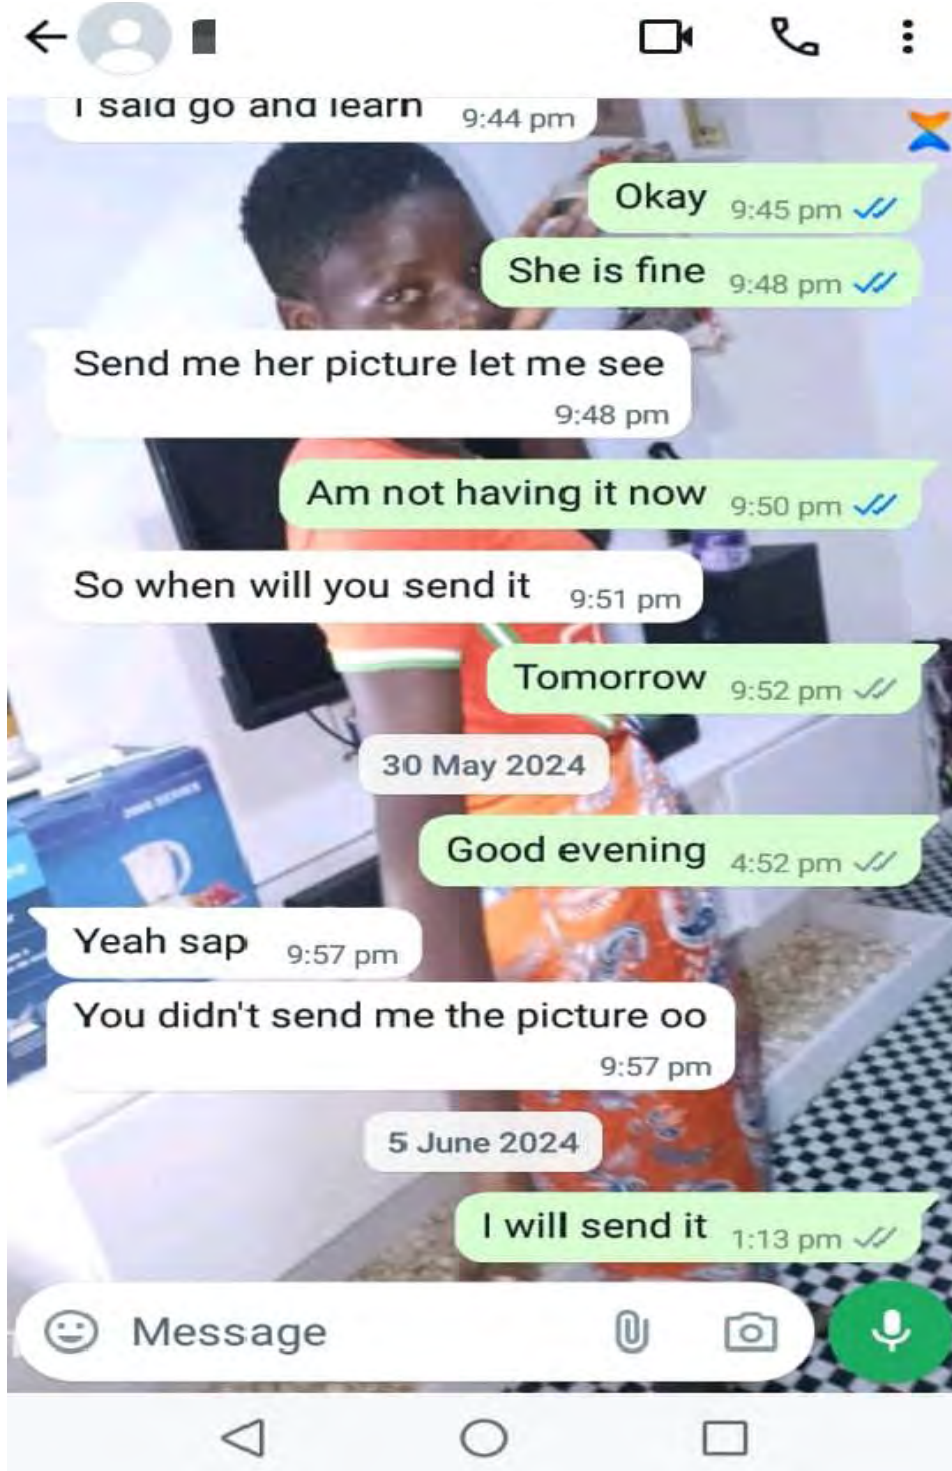 I said go and learn 9:44 pm
Okay 9:45 pm
She is fine 9:48 pm
Send me her picture let me see
9:48 pm
Am not having it now 9:50 pm
So when will you send it 9:51 pm
Tomorrow 9:52 pm
30 May 2024
Good evening 4:52 pm
Yeah sap 9:57 pm
You didn't send me the picture oo
9:57 pm
5 June 2024
I will send it 1:13 pm
Message